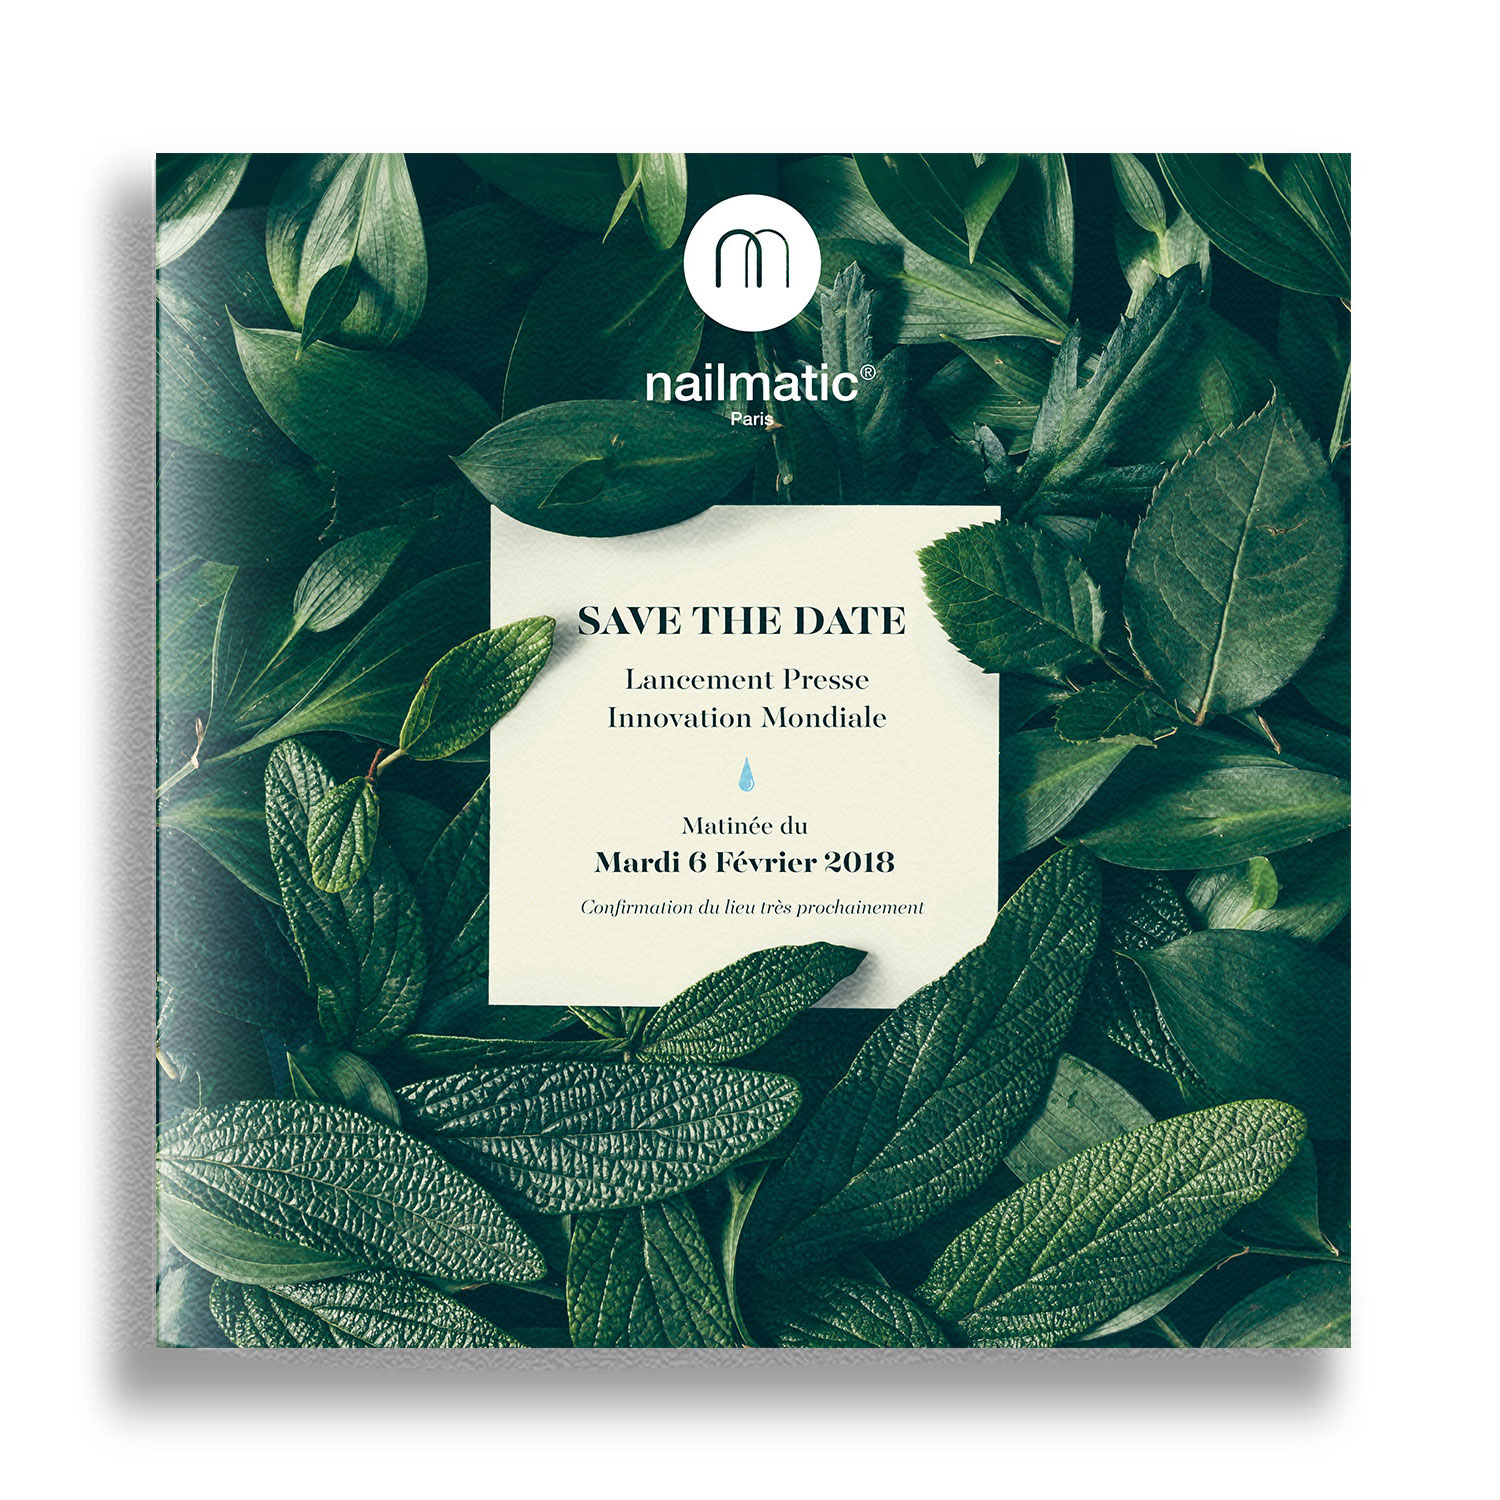 nailmatic®
Paris
SAVE THE DATE
Lancement Presse
Innovation Mondiale
Matinée du
Mardi 6 Février 2018
Confirmation du lieu très prochainement